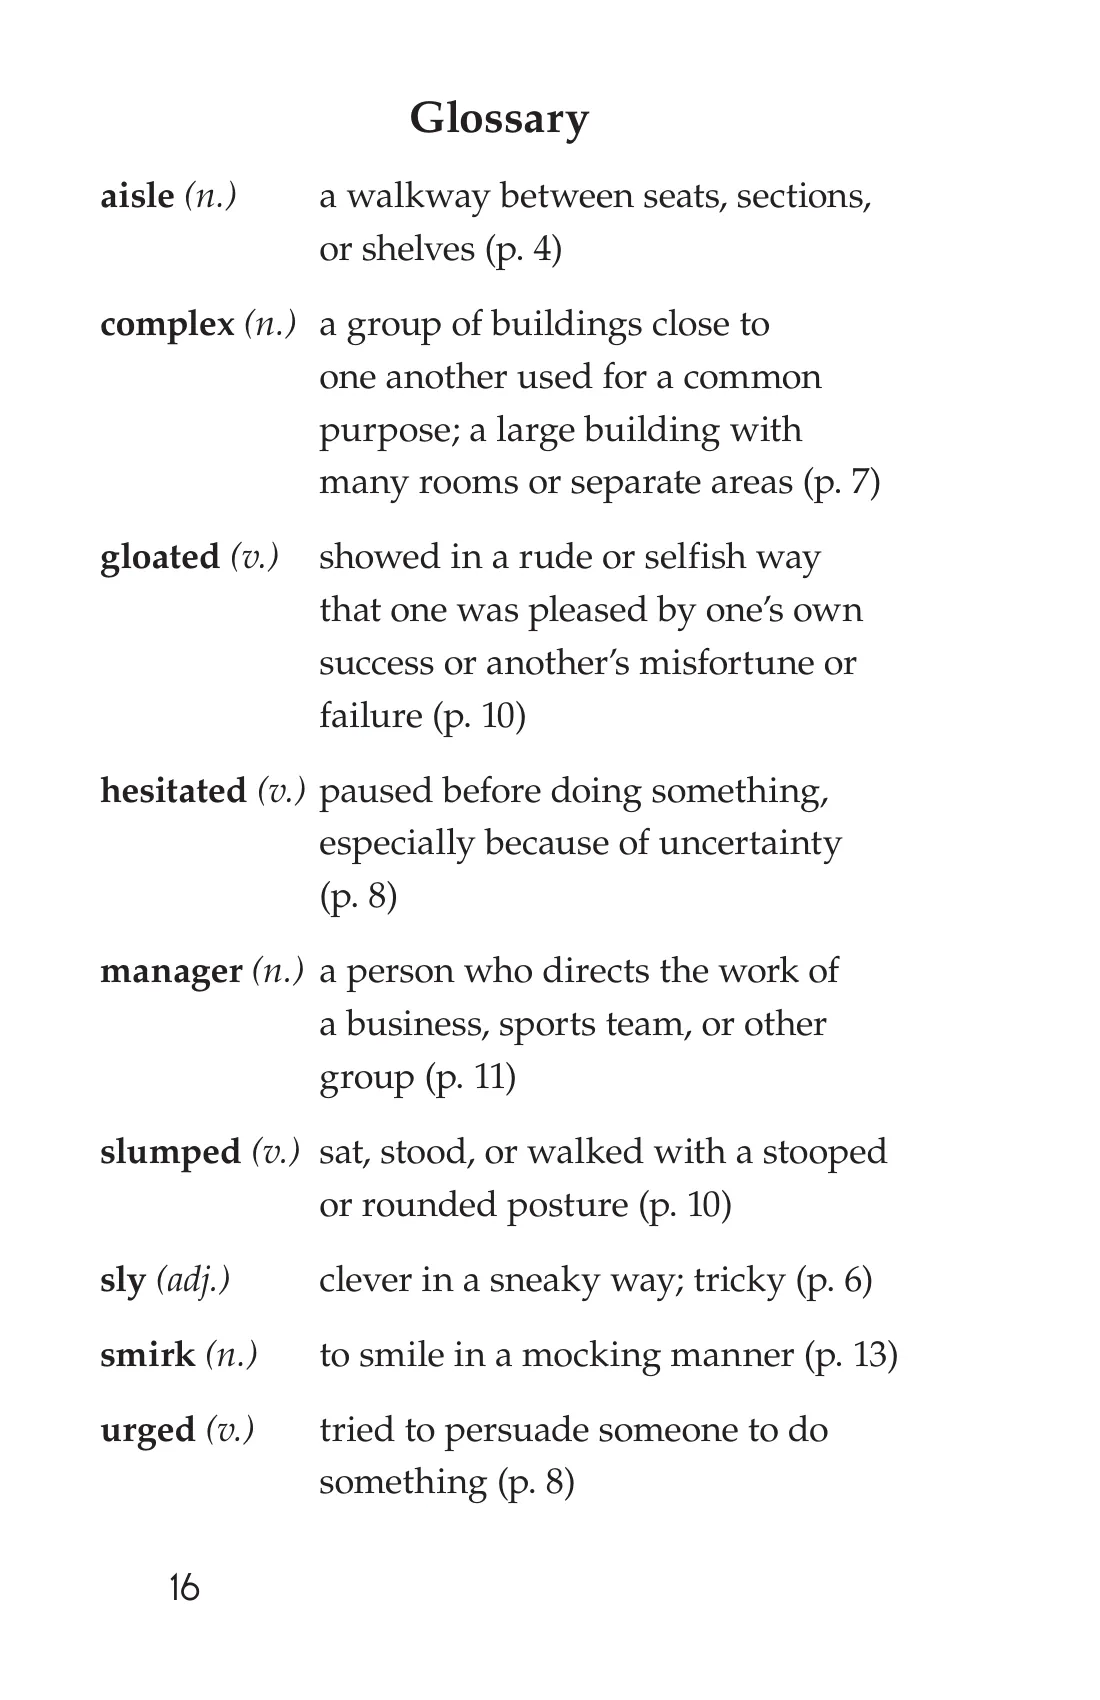 Glossary
aisle (n.) a walkway between seats, sections,
or shelves (p. 4)
complex (n.) a group of buildings close to
one another used for a common
purpose; a large building with
many rooms or separate areas (p. 7)
gloated (v.) showed in a rude or selfish way
that one was pleased by one’s own
success or another’s misfortune or
failure (p. 10)
hesitated (v.) paused before doing something,
especially because of uncertainty
(p. 8)
manager (n.) a person who directs the work of
a business, sports team, or other
group (p. 11)
slumped (v.) sat, stood, or walked with a stooped
or rounded posture (p. 10)
sly (adj.) clever in a sneaky way; tricky (p. 6)
smirk (n.) to smile in a mocking manner (p. 13)
urged (v.) tried to persuade someone to do
something (p. 8)
16